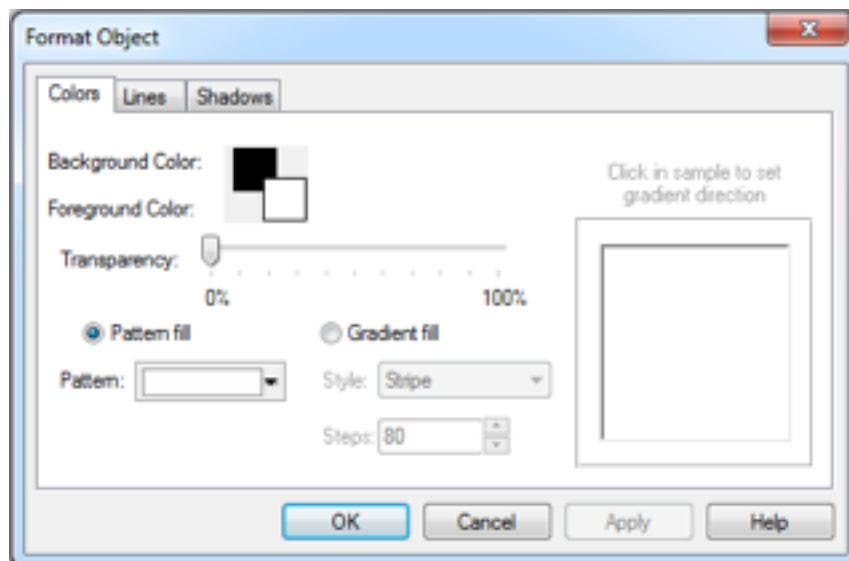 Format Object
Colors Lines Shadows
Background Color:
Foreground Color:
Click in sample to set
gradient direction
Transparency:
0% 100%
Pattern fill Gradient fill
Pattern: Style: Stripe
Steps: 80
OK Cancel Apply Help